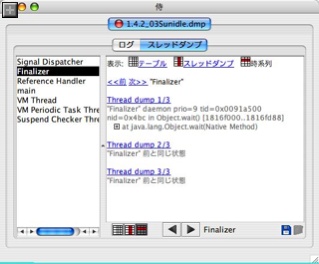 侍
1.4.2_03Sunidle.dmp
ログ スレッドダンプ
Signal Dispatcher
Finalizer
Reference Handler
main
VM Thread
VM Periodic Task Thre
Suspend Checker Thre
表示: テーブル スレッドダンプ 時系列
<<前 次>> "Finalizer"
Thread dump 1/3
"Finalizer" daemon prio=9 tid=0x0091a500
nid=0x4bc in Object.wait() [1816f000..1816fd88]
at java.lang.Object.wait(Native Method)
Thread dump 2/3
"Finalizer" 前と同じ状態
Thread dump 3/3
"Finalizer" 前と同じ状態
Finalizer